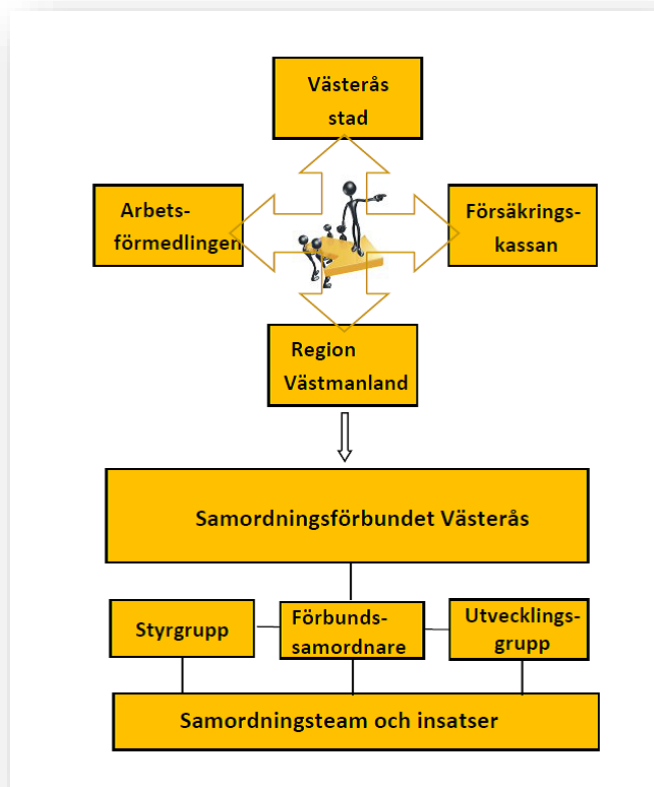 Västerås
stad
Arbets-
förmedlingen
Försäkrings-
kassan
Region
Västmanland
Samordningsförbundet Västerås
Styrgrupp
Förbunds-
samordnare
Utvecklings-
grupp
Samordningsteam och insatser